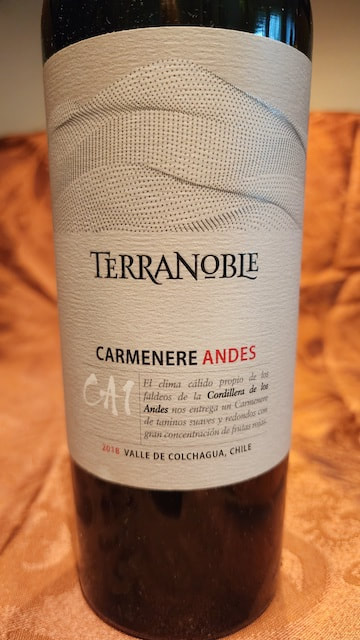 TERRANOBLE
CARMENERE ANDES
CA1
El clima cálido propio de los
faldeos de la Cordillera de los
Andes nos entrega un Carmenere
de taninos suaves y redondos con
gran concentración de frutas rojas.
2018 VALLE DE COLCHAGUA, CHILE